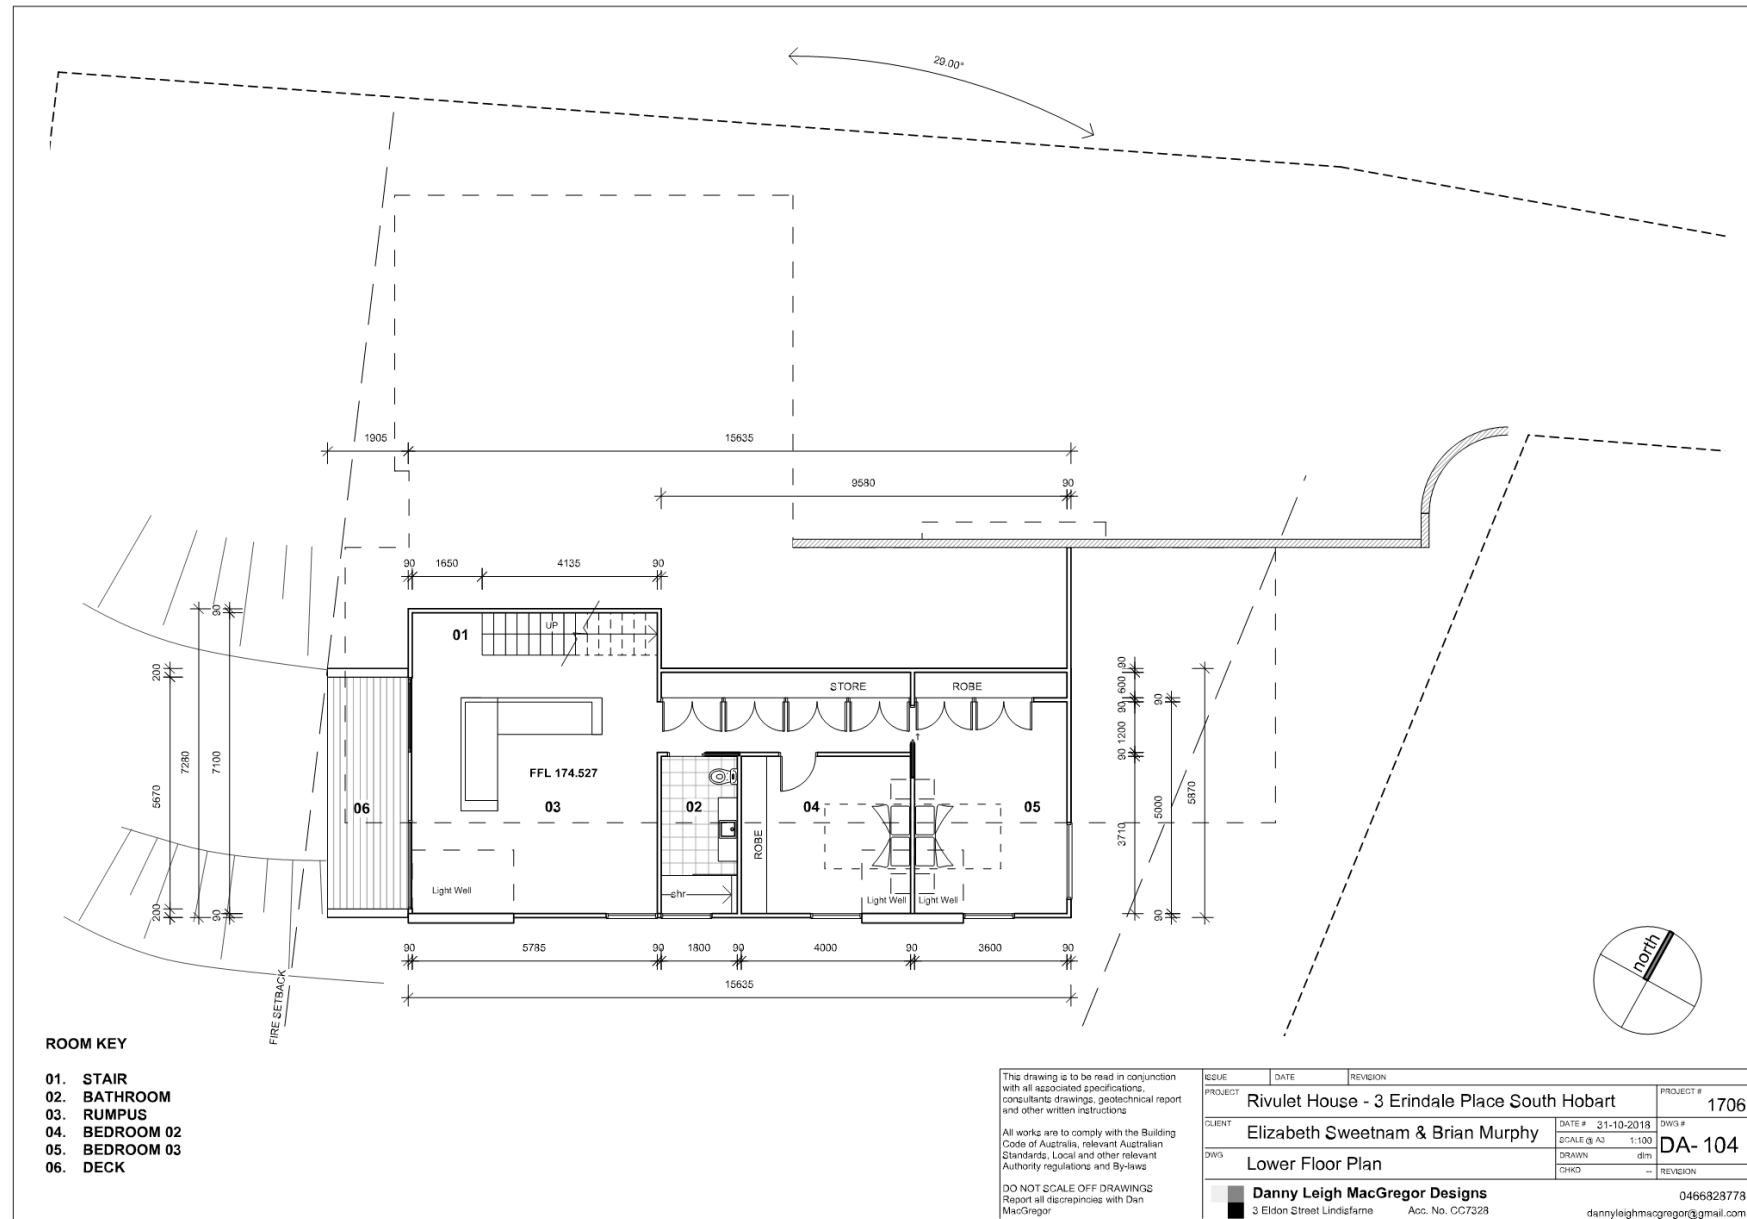 29.00°
1905
15635
9580
90
90
1650
4135
90
01
UP
STORE
ROBE
FFL 174.527
03
02
04
05
06
ROBE
Light Well
shr
Light Well
Light Well
90
200
7280
7100
5670
200
90
90
600
90
1200
90
3710
90
5000
5870
90
90
5785
90
1800
90
4000
90
3600
90
15635
FIRE SETBACK
north
ROOM KEY
01. STAIR
02. BATHROOM
03. RUMPUS
04. BEDROOM 02
05. BEDROOM 03
06. DECK
This drawing is to be read in conjunction
with all associated specifications,
consultants drawings, geotechnical report
and other written instructions
All works are to comply with the Building
Code of Australia, relevant Australian
Standards, Local and other relevant
Authority regulations and By-laws
DO NOT SCALE OFF DRAWINGS
Report all discrepincies with Dan
MacGregor
ISSUE DATE REVISION
PROJECT Rivulet House - 3 Erindale Place South Hobart
PROJECT # 1706
CLIENT Elizabeth Sweetnam & Brian Murphy
DATE # 31-10-2018
SCALE @ A3 1:100
DRAWN dlm
CHKD --
DWG # DA- 104
REVISION
DWG Lower Floor Plan
Danny Leigh MacGregor Designs
3 Eldon Street Lindisfarne Acc. No. CC7328
0466828778
dannyleighmacgregor@gmail.com